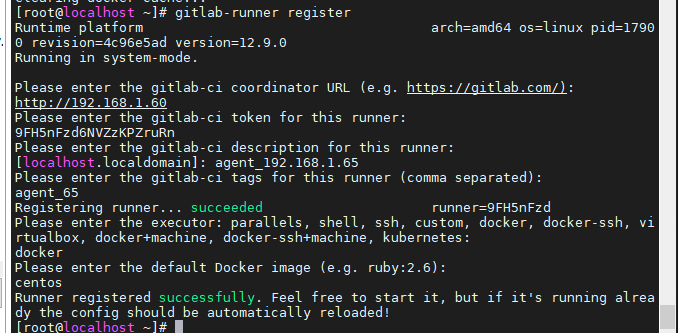 [root@localhost ~]# gitlab-runner register
Runtime platform                                    arch=amd64 os=linux pid=1790
0 revision=4c96e5ad version=12.9.0
Running in system-mode.
Please enter the gitlab-ci coordinator URL (e.g. https://gitlab.com/):
http://192.168.1.60
Please enter the gitlab-ci token for this runner:
9FH5nFzd6NVZzKPZruRn
Please enter the gitlab-ci description for this runner:
[localhost.localdomain]: agent_192.168.1.65
Please enter the gitlab-ci tags for this runner (comma separated):
agent_65
Registering runner... succeeded                     runner=9FH5nFzd
Please enter the executor: parallels, shell, ssh, custom, docker, docker-ssh, vi
rtualbox, docker+machine, docker-ssh+machine, kubernetes:
docker
Please enter the default Docker image (e.g. ruby:2.6):
centos
Runner registered successfully. Feel free to start it, but if it's running alrea
dy the config should be automatically reloaded!
[root@localhost ~]#